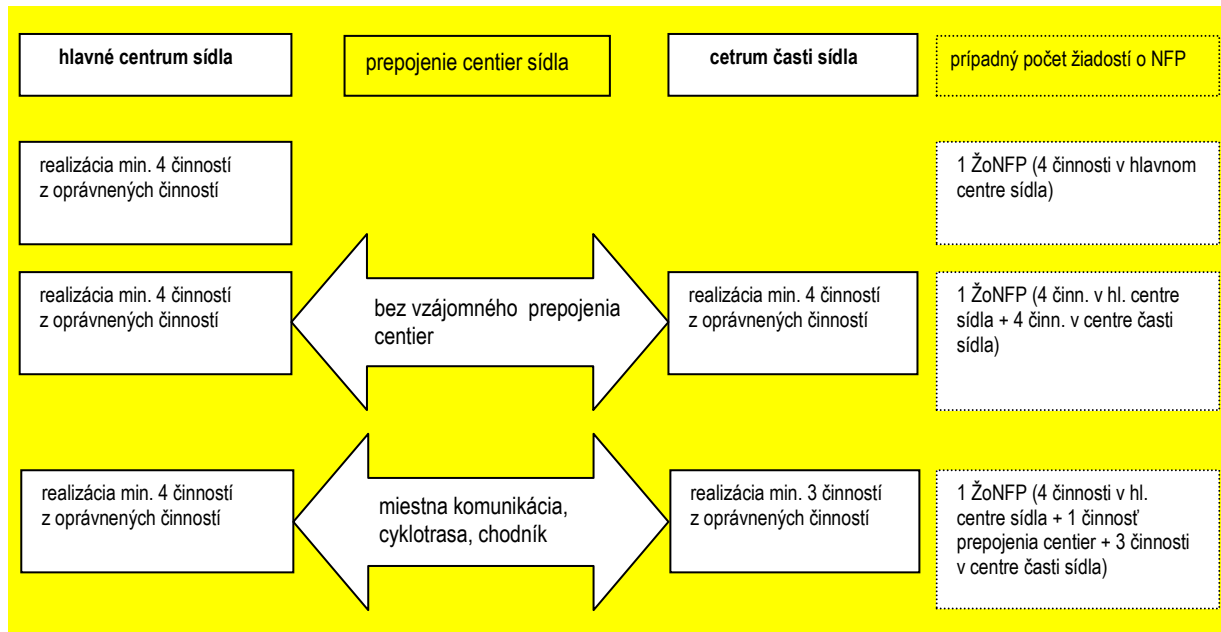 hlavné centrum sídla
prepojenie centier sídla
cetrum časti sídla
prípadný počet žiadostí o NFP
realizácia min. 4 činností
z oprávnených činností
1 ŽoNFP (4 činnosti v hlavnom
centre sídla)
realizácia min. 4 činností
z oprávnených činností
bez vzájomného prepojenia
centier
realizácia min. 4 činností
z oprávnených činností
1 ŽoNFP (4 činn. v hl. centre
sídla + 4 činn. v centre časti
sídla)
realizácia min. 4 činností
z oprávnených činností
miestna komunikácia,
cyklotrasa, chodník
realizácia min. 3 činností
z oprávnených činností
1 ŽoNFP (4 činnosti v hl.
centre sídla + 1 činnosť
prepojenia centier + 3 činnosti
v centre časti sídla)